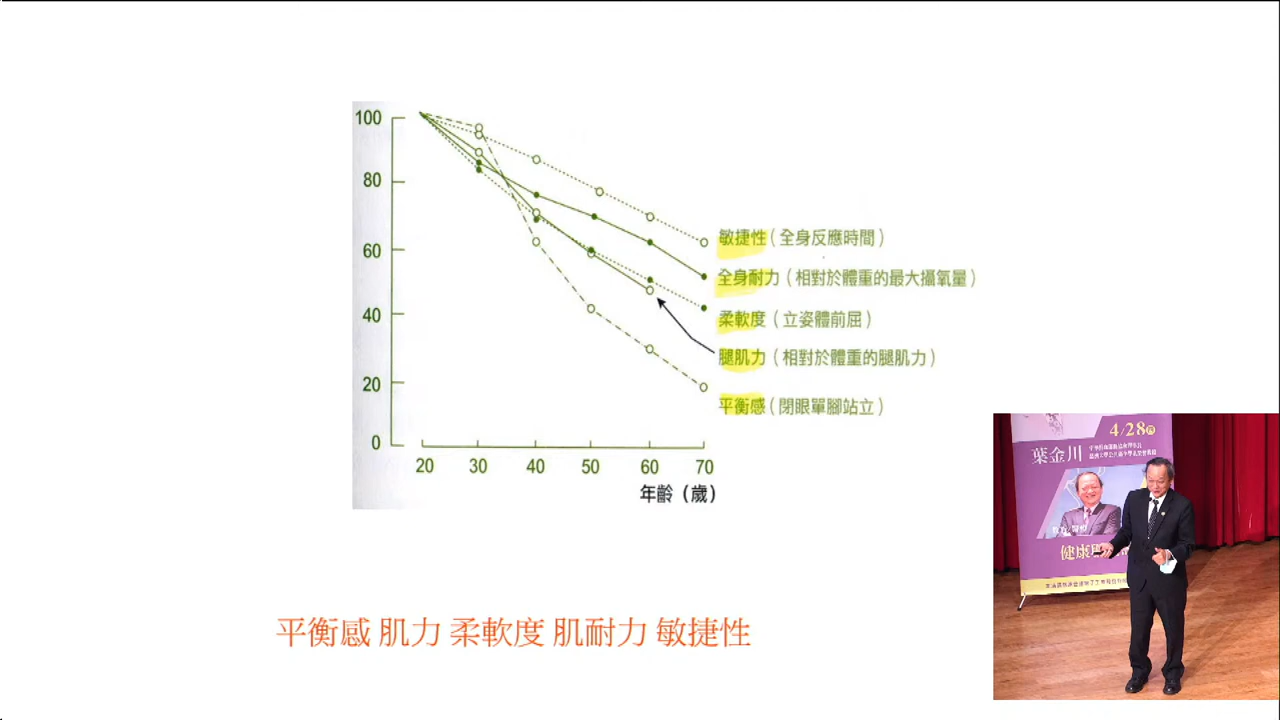 100
80
60
40
20
0
20 30 40 50 60 70
年齡（歲）
敏捷性（全身反應時間）
全身耐力（相對於體重的最大攝氧量）
柔軟度（立姿體前屈）
腿肌力（相對於體重的腿肌力）
平衡感（閉眼單腳站立）
平衡感 肌力 柔軟度 肌耐力 敏捷性
4/28
葉金川
健康